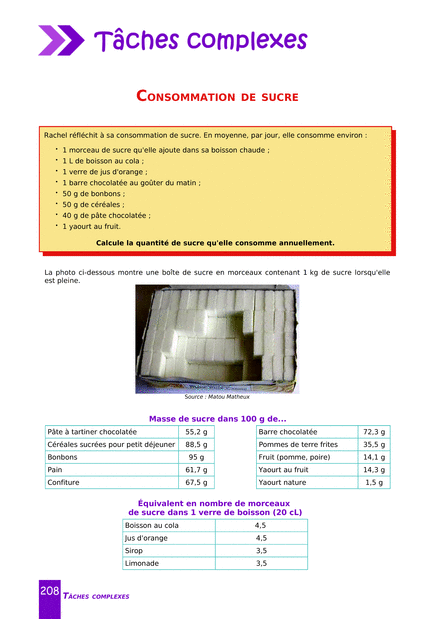 Tâches complexes
CONSOMMATION DE SUCRE
Rachel réfléchit à sa consommation de sucre. En moyenne, par jour, elle consomme environ :
• 1 morceau de sucre qu'elle ajoute dans sa boisson chaude ;
• 1 L de boisson au cola ;
• 1 verre de jus d'orange ;
• 1 barre chocolatée au goûter du matin ;
• 50 g de bonbons ;
• 50 g de céréales ;
• 40 g de pâte chocolatée ;
• 1 yaourt au fruit.
Calcule la quantité de sucre qu'elle consomme annuellement.
La photo ci-dessous montre une boîte de sucre en morceaux contenant 1 kg de sucre lorsqu'elle
est pleine.
Source : Matou Matheux
Masse de sucre dans 100 g de...
Pâte à tartiner chocolatée 55,2 g
Céréales sucrées pour petit déjeuner 88,5 g
Bonbons 95 g
Pain 61,7 g
Confiture 67,5 g
Barre chocolatée 72,3 g
Pommes de terre frites 35,5 g
Fruit (pomme, poire) 14,1 g
Yaourt au fruit 14,3 g
Yaourt nature 1,5 g
Équivalent en nombre de morceaux
de sucre dans 1 verre de boisson (20 cL)
Boisson au cola 4,5
Jus d'orange 4,5
Sirop 3,5
Limonade 3,5
208 TÂCHES COMPLEXES